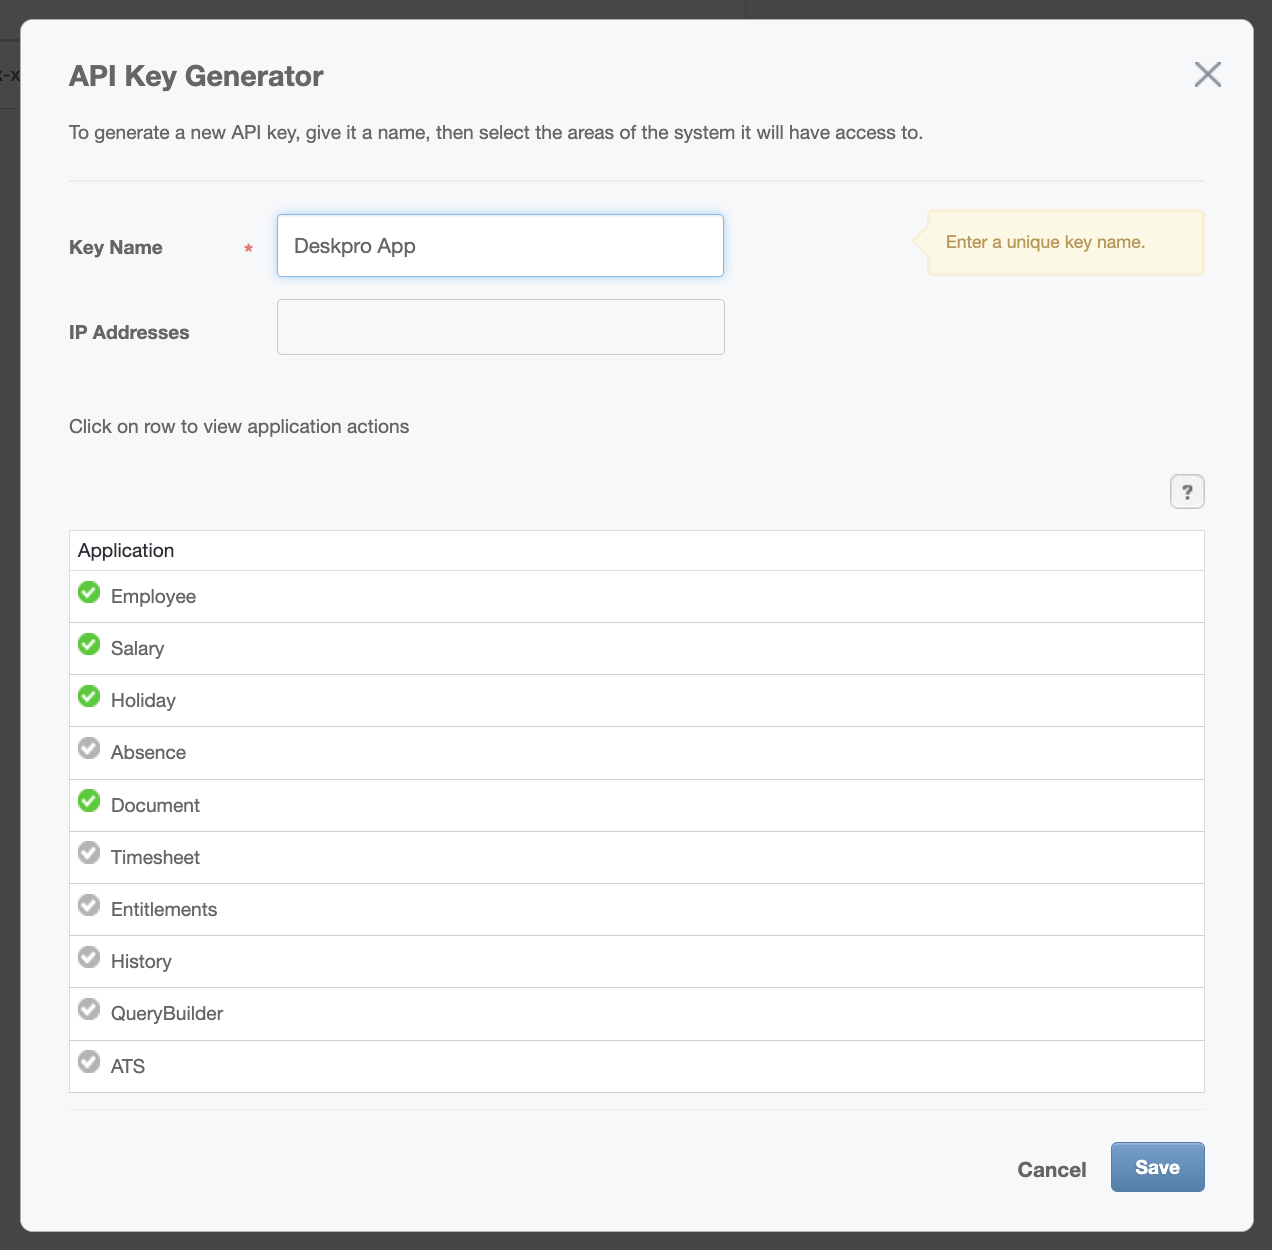 API Key Generator
To generate a new API key, give it a name, then select the areas of the system it will have access to.
Key Name *
Deskpro App
Enter a unique key name.
IP Addresses
Click on row to view application actions
?
Application
Employee
Salary
Holiday
Absence
Document
Timesheet
Entitlements
History
QueryBuilder
ATS
Cancel
Save